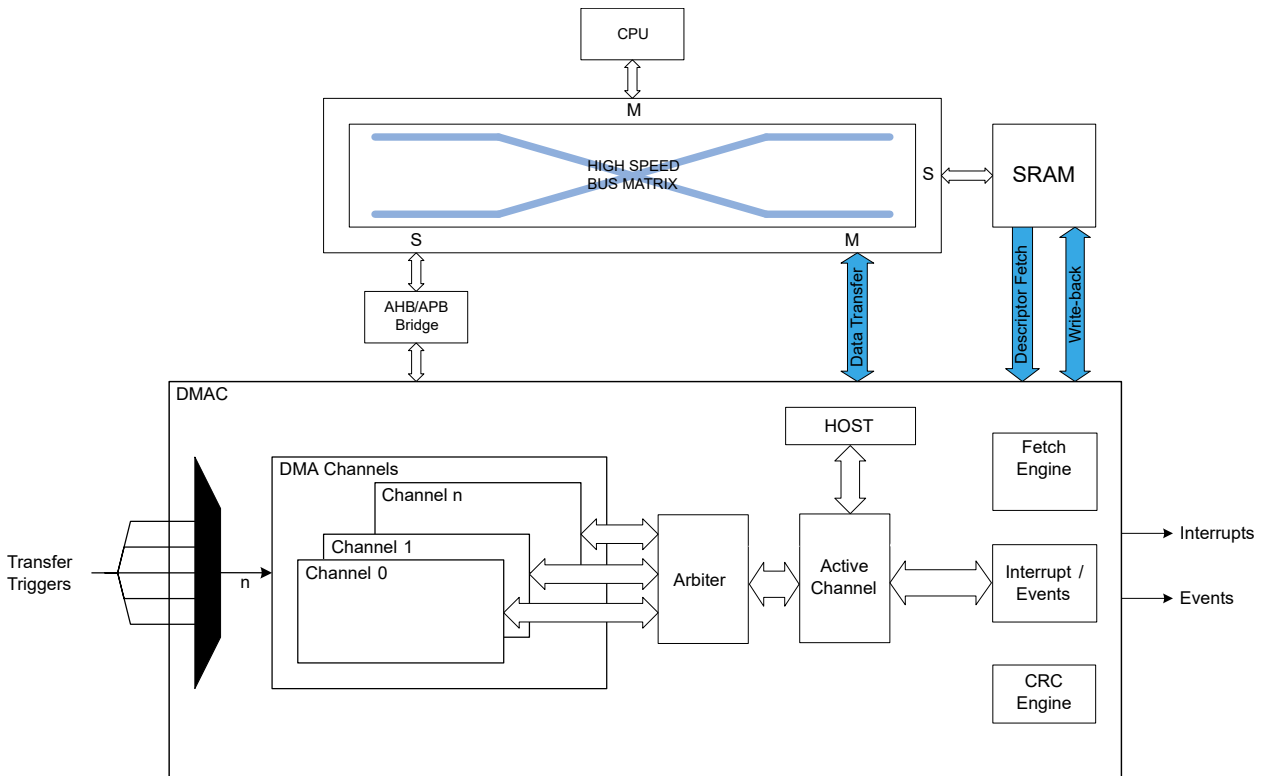 CPU
M
HIGH SPEED
BUS MATRIX
S
SRAM
S
M
AHB/APB
Bridge
Data Transfer
Descriptor Fetch
Write-back
DMAC
HOST
Fetch
Engine
DMA Channels
Channel n
Channel 1
Channel 0
Transfer
Triggers
n
Arbiter
Active
Channel
Interrupt /
Events
Interrupts
Events
CRC
Engine